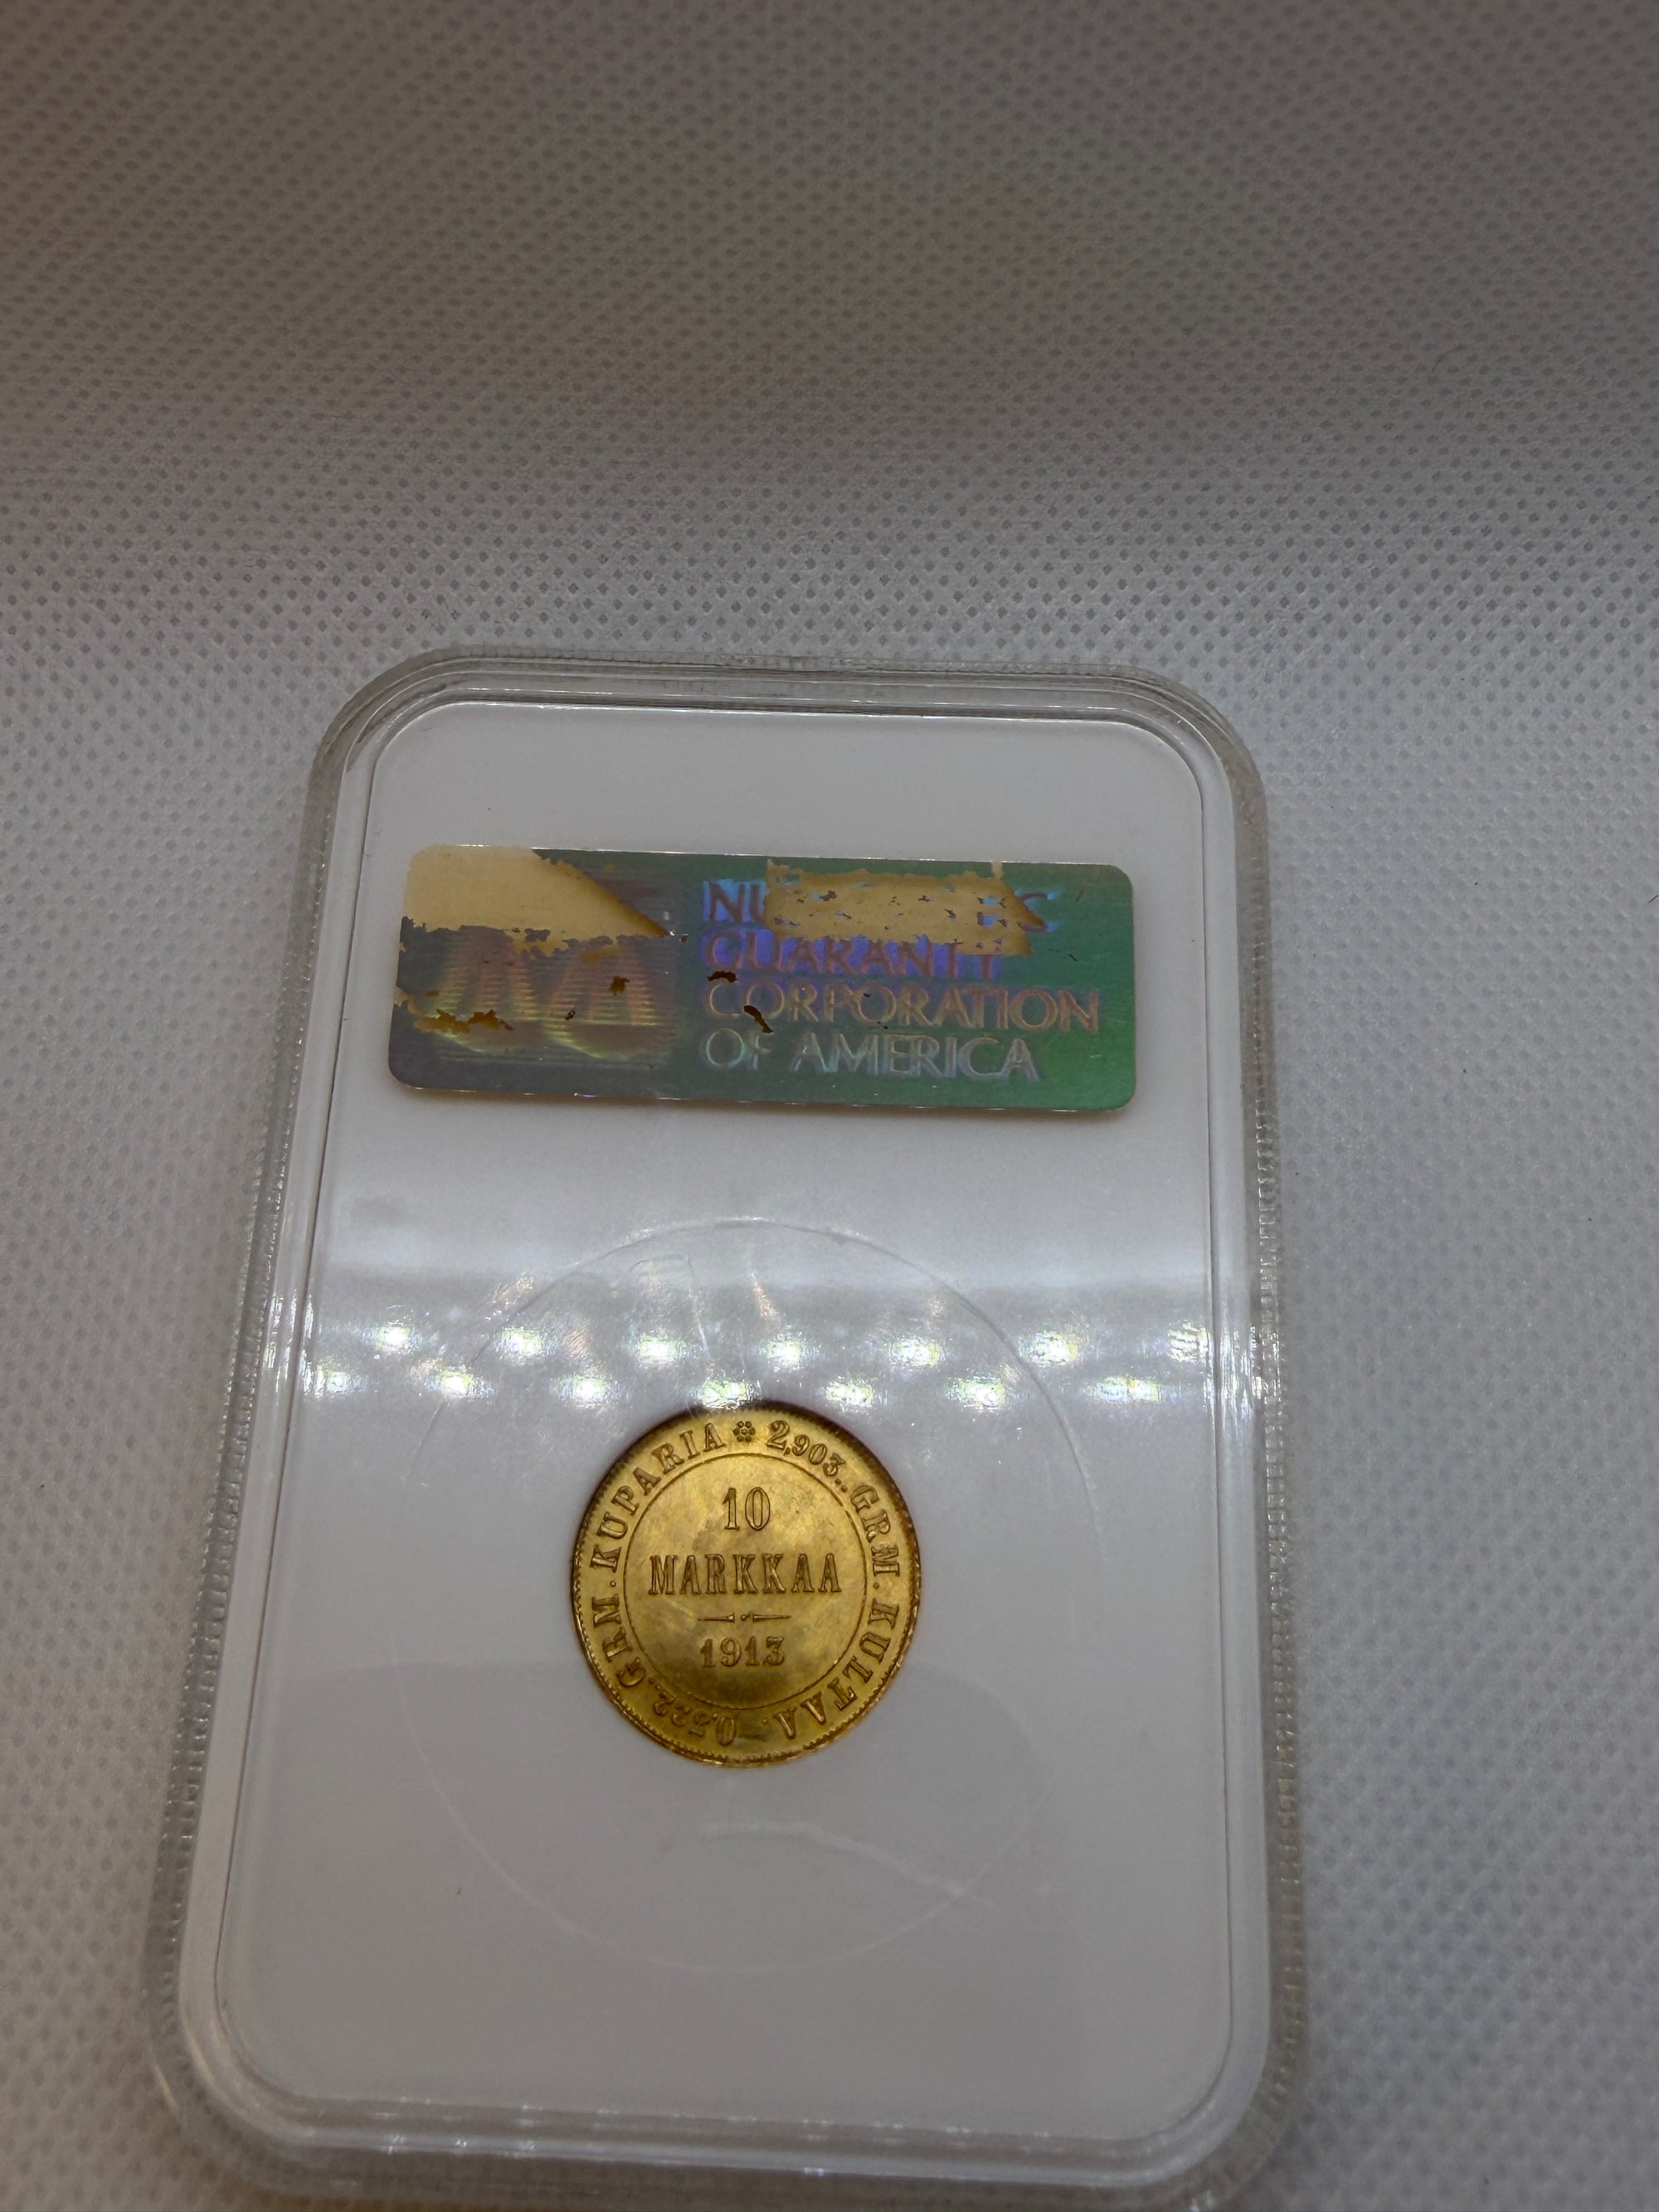 GUARANTY
CORPORATION
OF AMERICA
2,903..GRM.KULTAA.0,322..GRM.KUPARIA
10
MARKKAA
1913